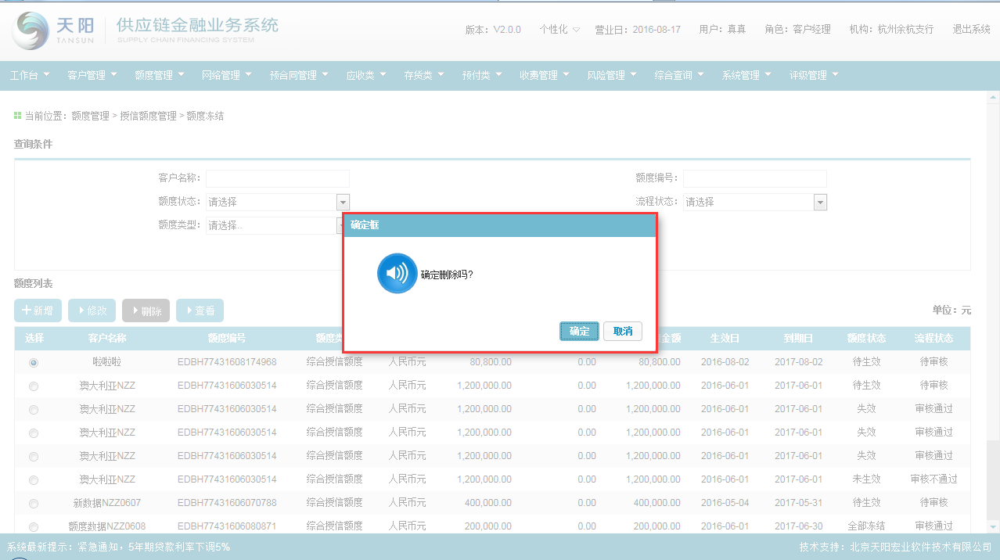 天阳 TANSUN 供应链金融业务系统
SUPPLY CHAIN FINANCING SYSTEM
版本：V2.0.0 个性化 营业日：2016-08-17 用户：真真 角色：客户经理 机构：杭州余杭支行 退出系统
工作台 客户管理 额度管理 网络管理 预合同管理 应收类 存货类 预付类 收费管理 风险管理 综合查询 系统管理 评级管理
当前位置：额度管理 > 授信额度管理 > 额度冻结
查询条件
客户名称： 额度编号：
额度状态：请选择 流程状态：请选择
额度类型：请选择..
确定框
确定删除吗?
确定 取消
额度列表
新增 修改 删除 查看 单位：元
选择 客户名称 额度编号 额度类 金额 生效日 到期日 额度状态 流程状态
啦啦啦 EDBH77431608174968 综合授信额度 人民币元 80,800.00 0.00 80,800.00 2016-08-02 2017-08-02 待生效 待审核
澳大利亚NZZ EDBH77431606030514 综合授信额度 人民币元 1,200,000.00 0.00 1,200,000.00 2016-06-01 2017-06-01 待生效 待审核
澳大利亚NZZ EDBH77431606030514 综合授信额度 人民币元 1,200,000.00 0.00 1,200,000.00 2016-06-01 2017-06-01 失效 审核通过
澳大利亚NZZ EDBH77431606030514 综合授信额度 人民币元 1,200,000.00 0.00 1,200,000.00 2016-06-01 2017-06-01 失效 审核通过
澳大利亚NZZ EDBH77431606030514 综合授信额度 人民币元 1,200,000.00 0.00 1,200,000.00 2016-06-01 2017-06-01 失效 审核通过
澳大利亚NZZ EDBH77431606030514 综合授信额度 人民币元 1,200,000.00 0.00 1,200,000.00 2016-06-01 2017-06-01 未生效 审核不通过
新数据NZZ0607 EDBH77431606070788 综合授信额度 人民币元 400,000.00 0.00 400,000.00 2016-05-04 2017-05-31 待生效 待审核
额度数据NZZ0608 EDBH77431606080871 综合授信额度 人民币元 200,000.00 0.00 200,000.00 2016-06-01 2017-06-30 全部冻结 审核通过
系统最新提示：紧急通知，5年期贷款利率下调5% 技术支持：北京天阳宏业软件技术有限公司